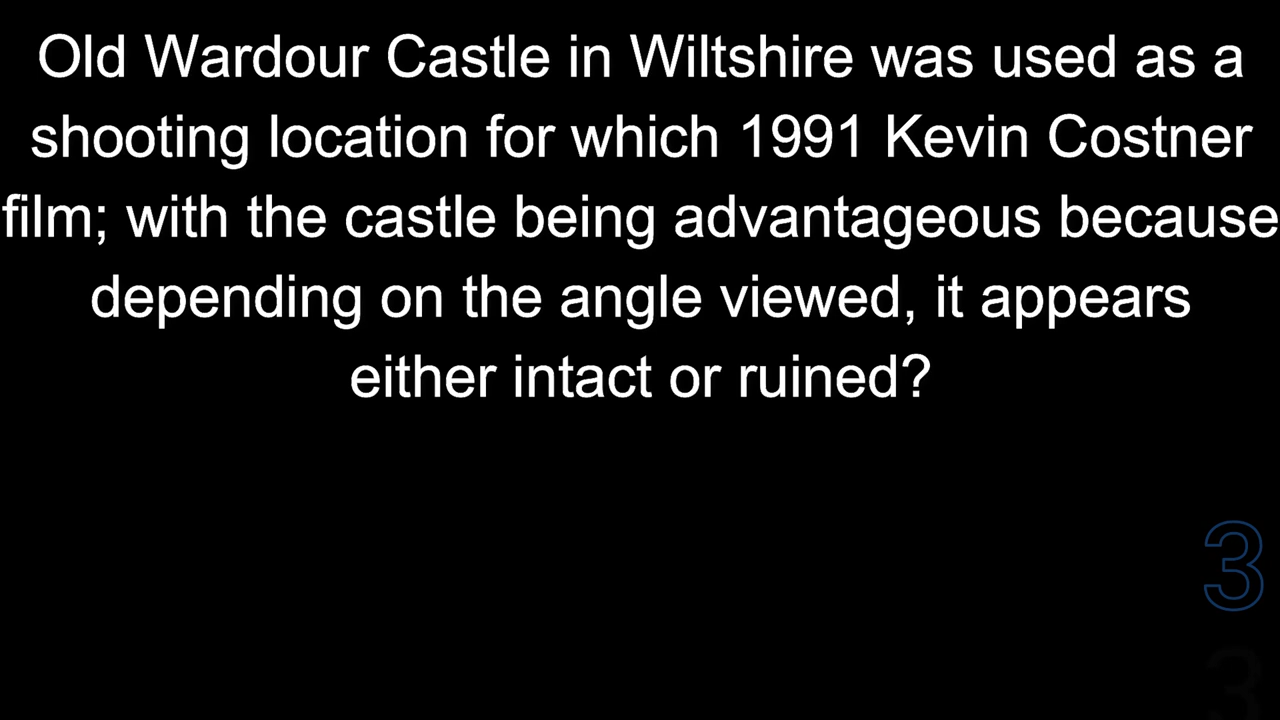 Old Wardour Castle in Wiltshire was used as a
shooting location for which 1991 Kevin Costner
film; with the castle being advantageous because
depending on the angle viewed, it appears
either intact or ruined?
3
3